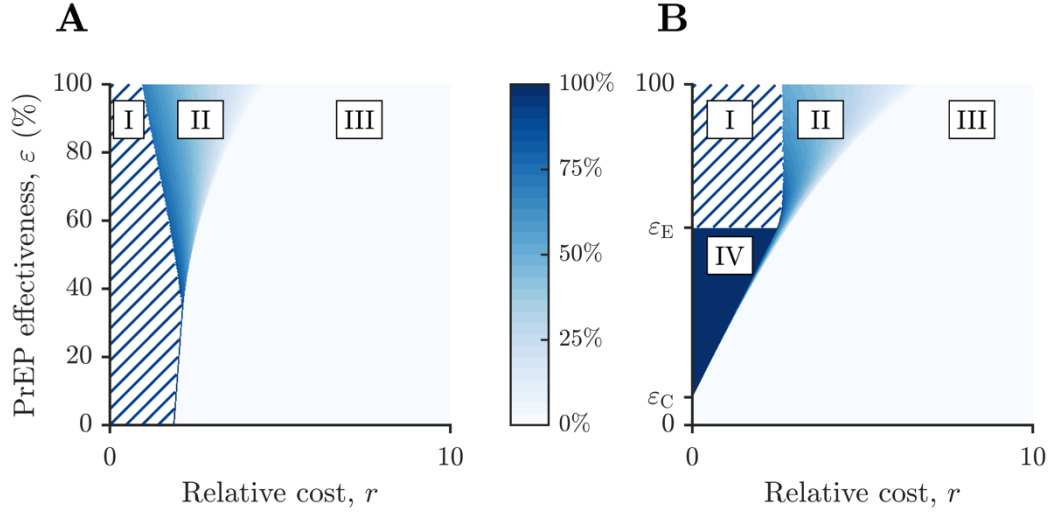 A
B
PrEP effectiveness, ε (%)
100
80
60
40
20
0
I
II
III
0
10
Relative cost, r
100%
75%
50%
25%
0%
100
ε_E
ε_C
0
I
II
III
IV
0
10
Relative cost, r